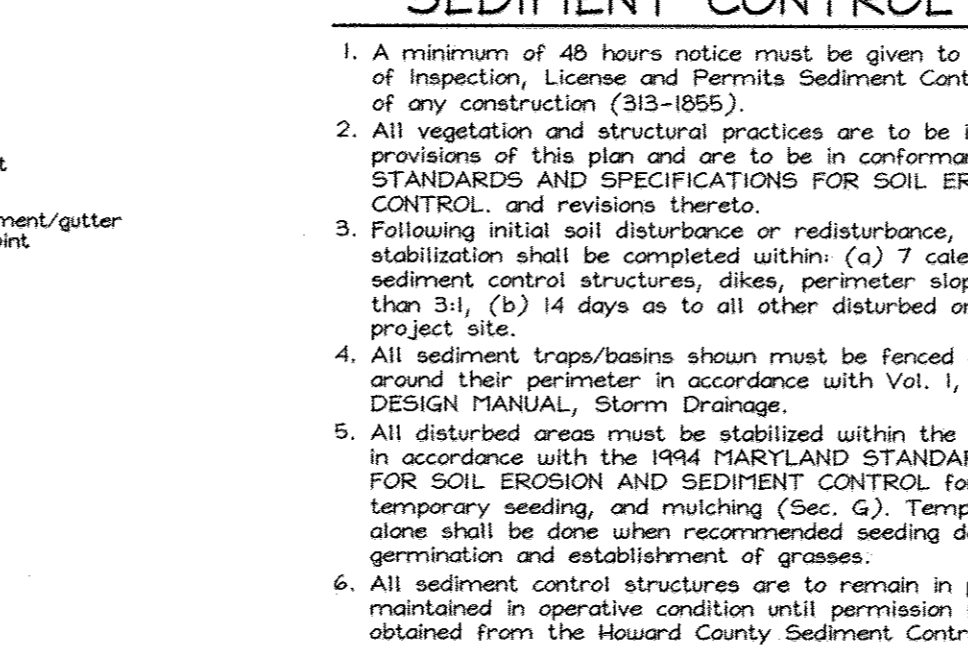 SEDIMENT CONTROL
1. A minimum of 48 hours notice must be given to
of Inspection, License and Permits Sediment Cont
of any construction (313-1855).
2. All vegetation and structural practices are to be i
provisions of this plan and are to be in conforma
STANDARDS AND SPECIFICATIONS FOR SOIL ER
CONTROL. and revisions thereto.
3. Following initial soil disturbance or redisturbance,
stabilization shall be completed within: (a) 7 cale
sediment control structures, dikes, perimeter slop
than 3:1, (b) 14 days as to all other disturbed or
project site.
4. All sediment traps/basins shown must be fenced
around their perimeter in accordance with Vol. 1,
DESIGN MANUAL, Storm Drainage.
5. All disturbed areas must be stabilized within the
in accordance with the 1994 MARYLAND STANDAR
FOR SOIL EROSION AND SEDIMENT CONTROL for
temporary seeding, and mulching (Sec. G). Temp
alone shall be done when recommended seeding d
germination and establishment of grasses.
6. All sediment control structures are to remain in p
maintained in operative condition until permission
obtained from the Howard County Sediment Contr
t
ment/gutter
oint